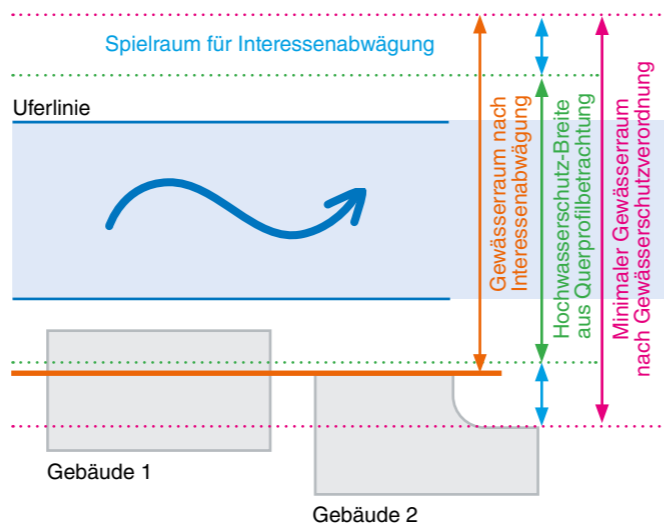 Spielraum für Interessenabwägung
Uferlinie
Gewässerraum nach
Interessenabwägung
Hochwasserschutz-Breite
aus Querprofilbetrachtung
Minimaler Gewässerraum
nach Gewässerschutzverordnung
Gebäude 1
Gebäude 2